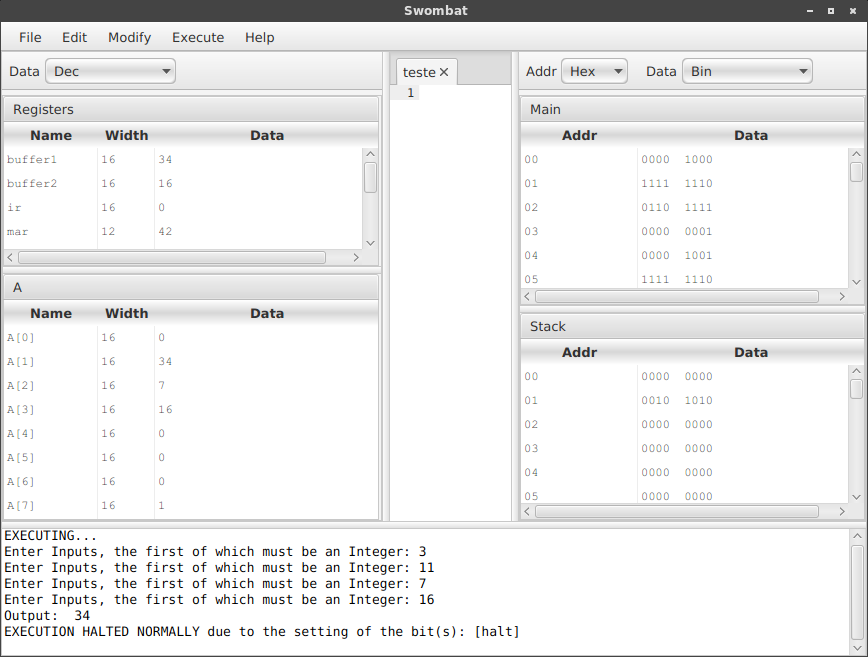 Swombat
File Edit Modify Execute Help
Data Dec
Registers
Name Width Data
buffer1 16 34
buffer2 16 16
ir 16 0
mar 12 42
A
Name Width Data
A[0] 16 0
A[1] 16 34
A[2] 16 7
A[3] 16 16
A[4] 16 0
A[5] 16 0
A[6] 16 0
A[7] 16 1
teste
1
Addr Hex Data Bin
Main
Addr Data
00 0000 1000
01 1111 1110
02 0110 1111
03 0000 0001
04 0000 1001
05 1111 1110
Stack
Addr Data
00 0000 0000
01 0010 1010
02 0000 0000
03 0000 0000
04 0000 0000
05 0000 0000
EXECUTING...
Enter Inputs, the first of which must be an Integer: 3
Enter Inputs, the first of which must be an Integer: 11
Enter Inputs, the first of which must be an Integer: 7
Enter Inputs, the first of which must be an Integer: 16
Output: 34
EXECUTION HALTED NORMALLY due to the setting of the bit(s): [halt]